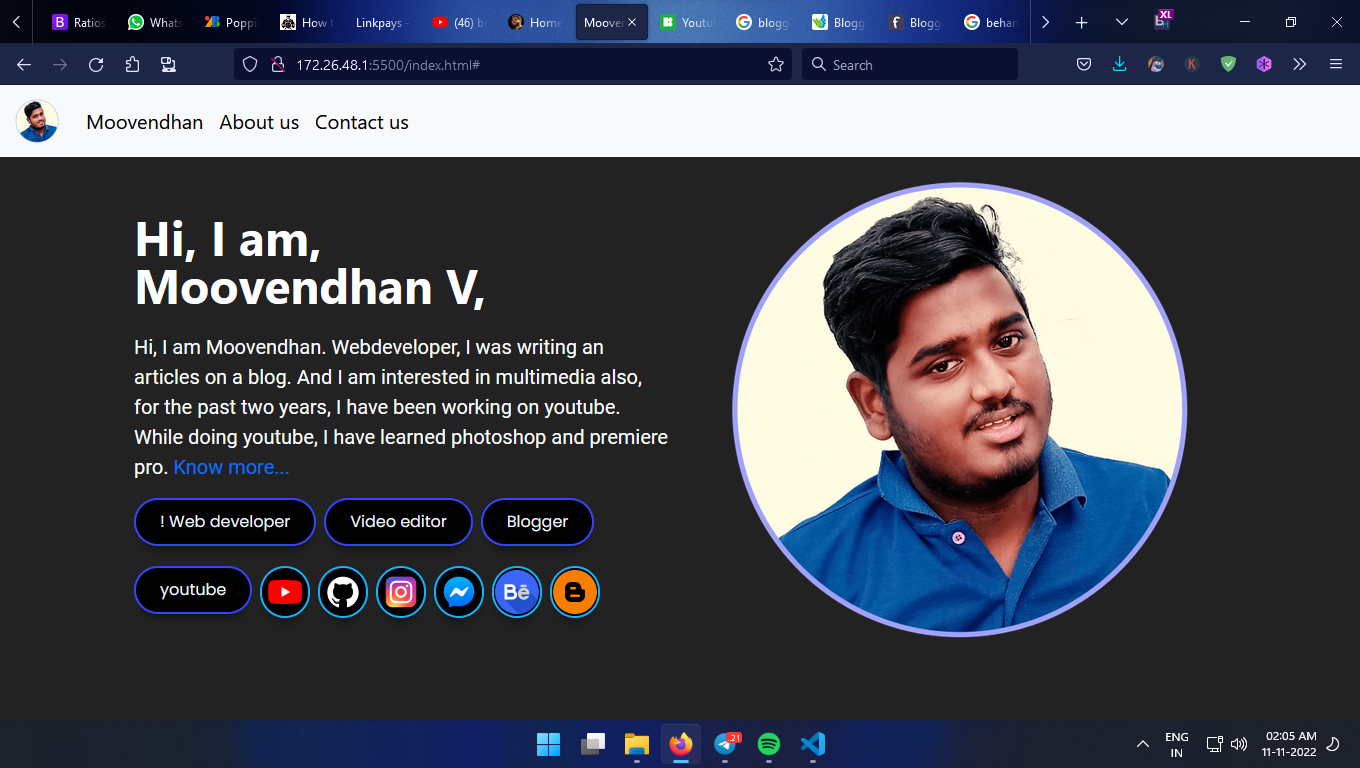 Ratios
Whats
Poppi
How t
Linkpays -
(46) b
Home
Moover
Youtu
blogg
Blogg
Blogg
behan
XL
172.26.48.1:5500/index.html#
Search
K
Moovendhan
About us
Contact us
Hi, I am,
Moovendhan V,
Hi, I am Moovendhan. Webdeveloper, I was writing an
articles on a blog. And I am interested in multimedia also,
for the past two years, I have been working on youtube.
While doing youtube, I have learned photoshop and premiere
pro. Know more...
! Web developer
Video editor
Blogger
youtube
Bē
21
ENG
IN
02:05 AM
11-11-2022